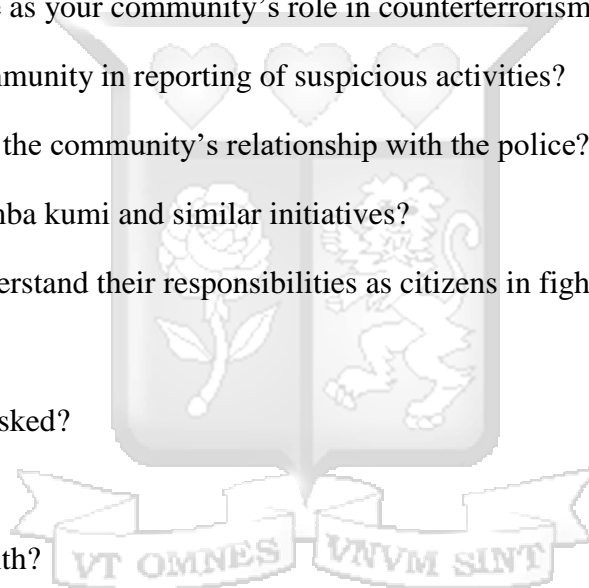 as your community’s role in counterterrorism
munity in reporting of suspicious activities?
the community’s relationship with the police?
kumi and similar initiatives?
erstand their responsibilities as citizens in figh
sked?
th?
VT OMNES VNVM SINT